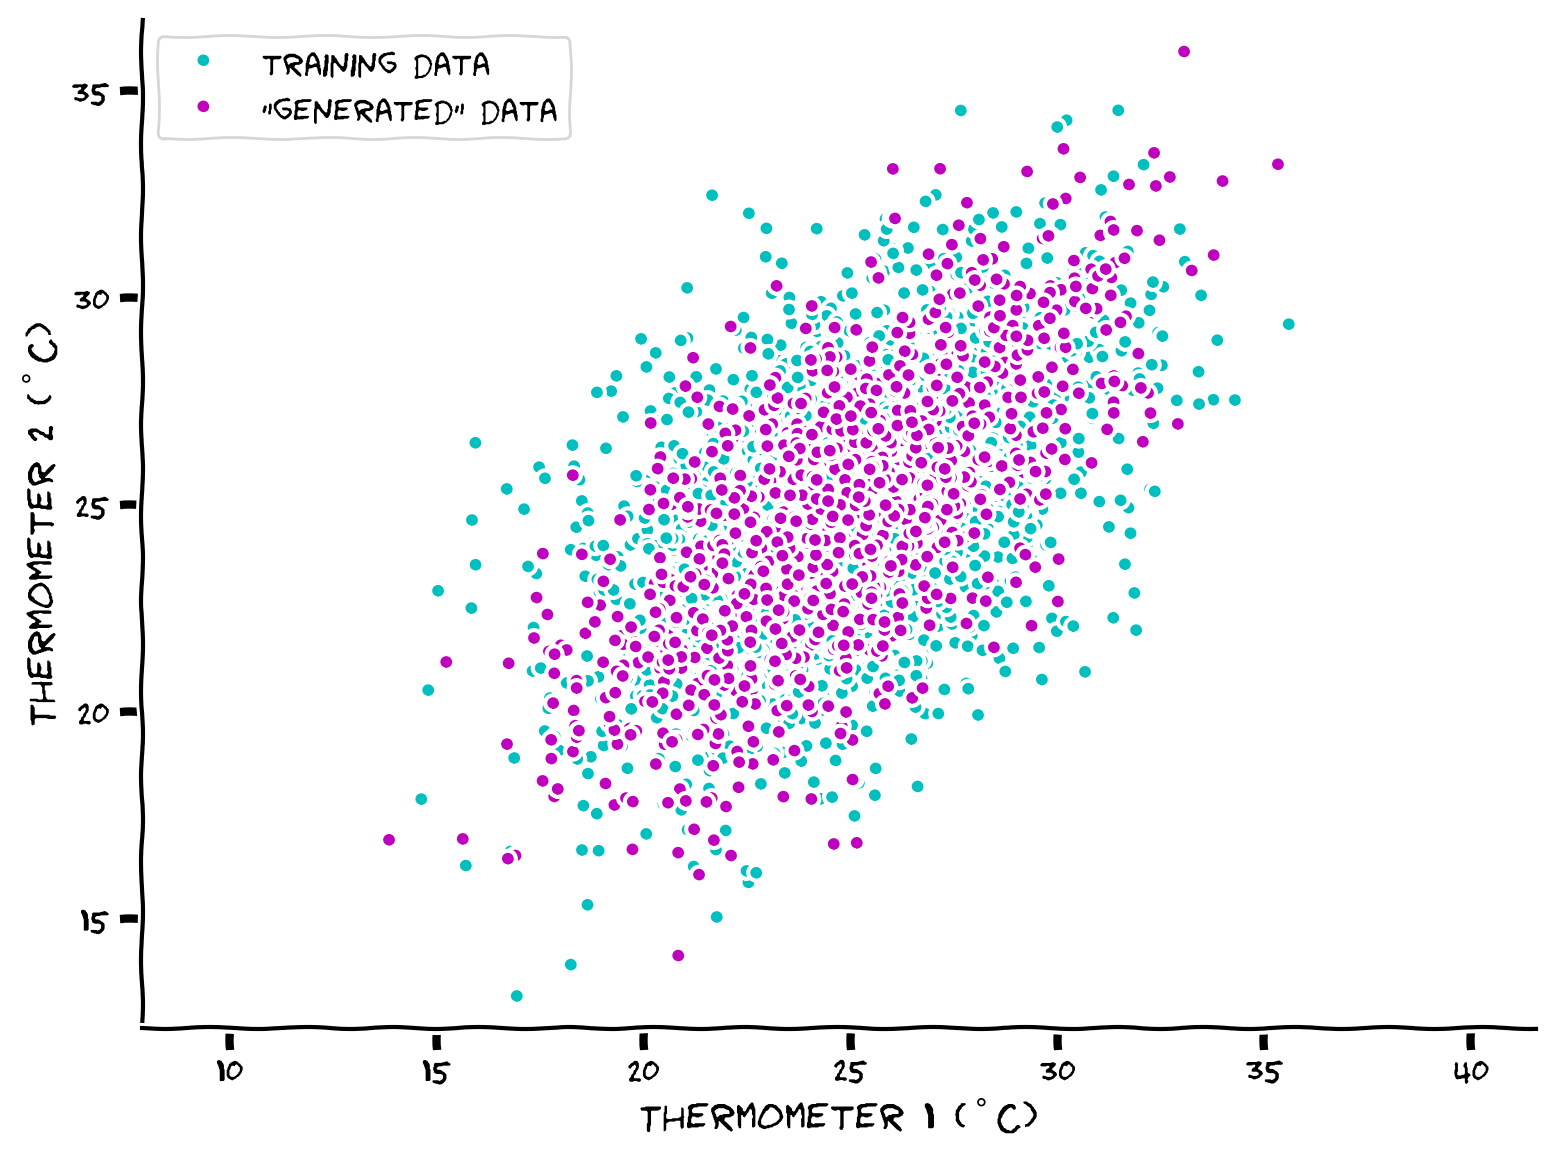 TRAINING DATA
"GENERATED" DATA
35
30
25
20
15
THERMOMETER 2 (°C)
10 15 20 25 30 35 40
THERMOMETER 1 (°C)